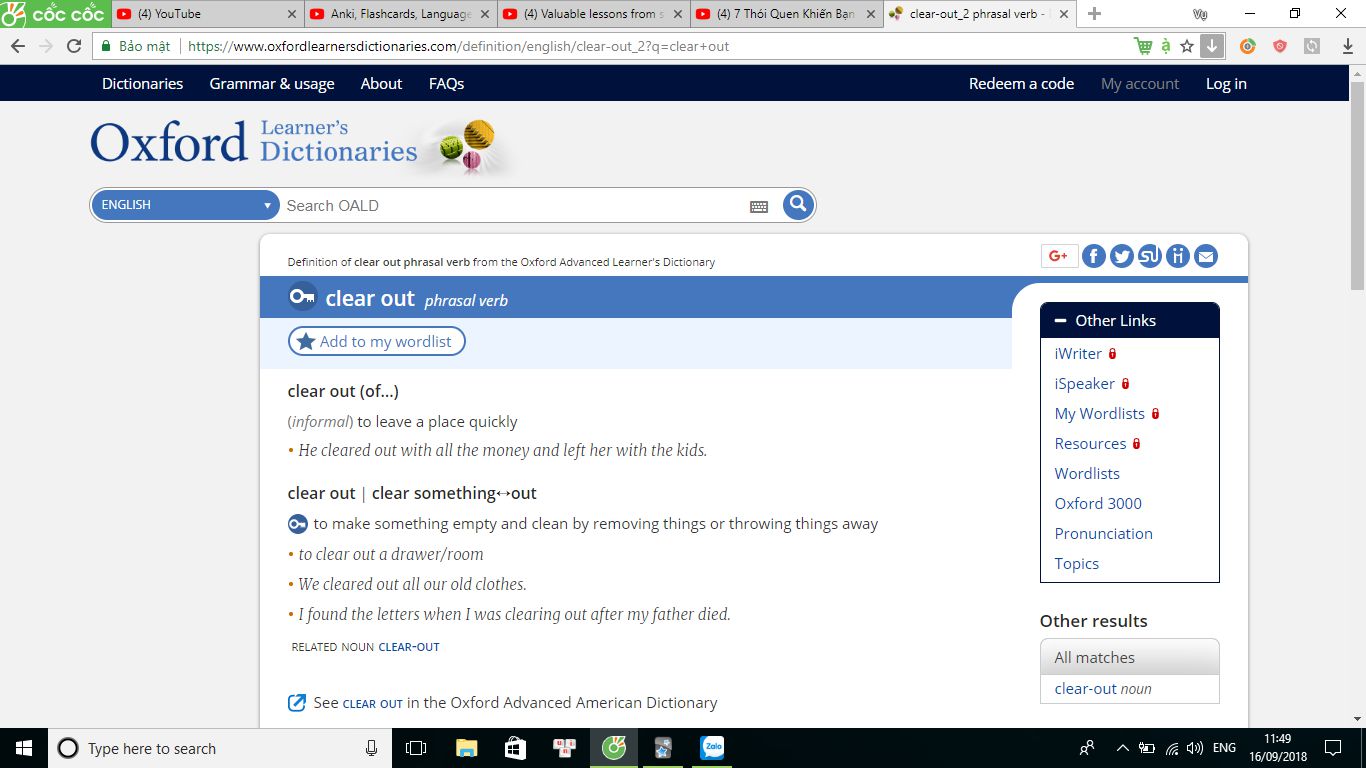 cốc cốc
(4) YouTube
Anki, Flashcards, Language
(4) Valuable lessons from s
(4) 7 Thói Quen Khiến Bạn
clear-out_2 phrasal verb -
Vụ
Bảo mật
https://www.oxfordlearnersdictionaries.com/definition/english/clear-out_2?q=clear+out
Dictionaries Grammar & usage About FAQs Redeem a code My account Log in
Oxford Learner's Dictionaries
ENGLISH Search OALD
Definition of clear out phrasal verb from the Oxford Advanced Learner's Dictionary
G+
clear out phrasal verb
Add to my wordlist
clear out (of…)
(informal) to leave a place quickly
• He cleared out with all the money and left her with the kids.
clear out | clear something↔out
to make something empty and clean by removing things or throwing things away
• to clear out a drawer/room
• We cleared out all our old clothes.
• I found the letters when I was clearing out after my father died.
RELATED NOUN CLEAR-OUT
See CLEAR OUT in the Oxford Advanced American Dictionary
Other Links
iWriter
iSpeaker
My Wordlists
Resources
Wordlists
Oxford 3000
Pronunciation
Topics
Other results
All matches
clear-out noun
Type here to search
Zalo
ENG
11:49
16/09/2018